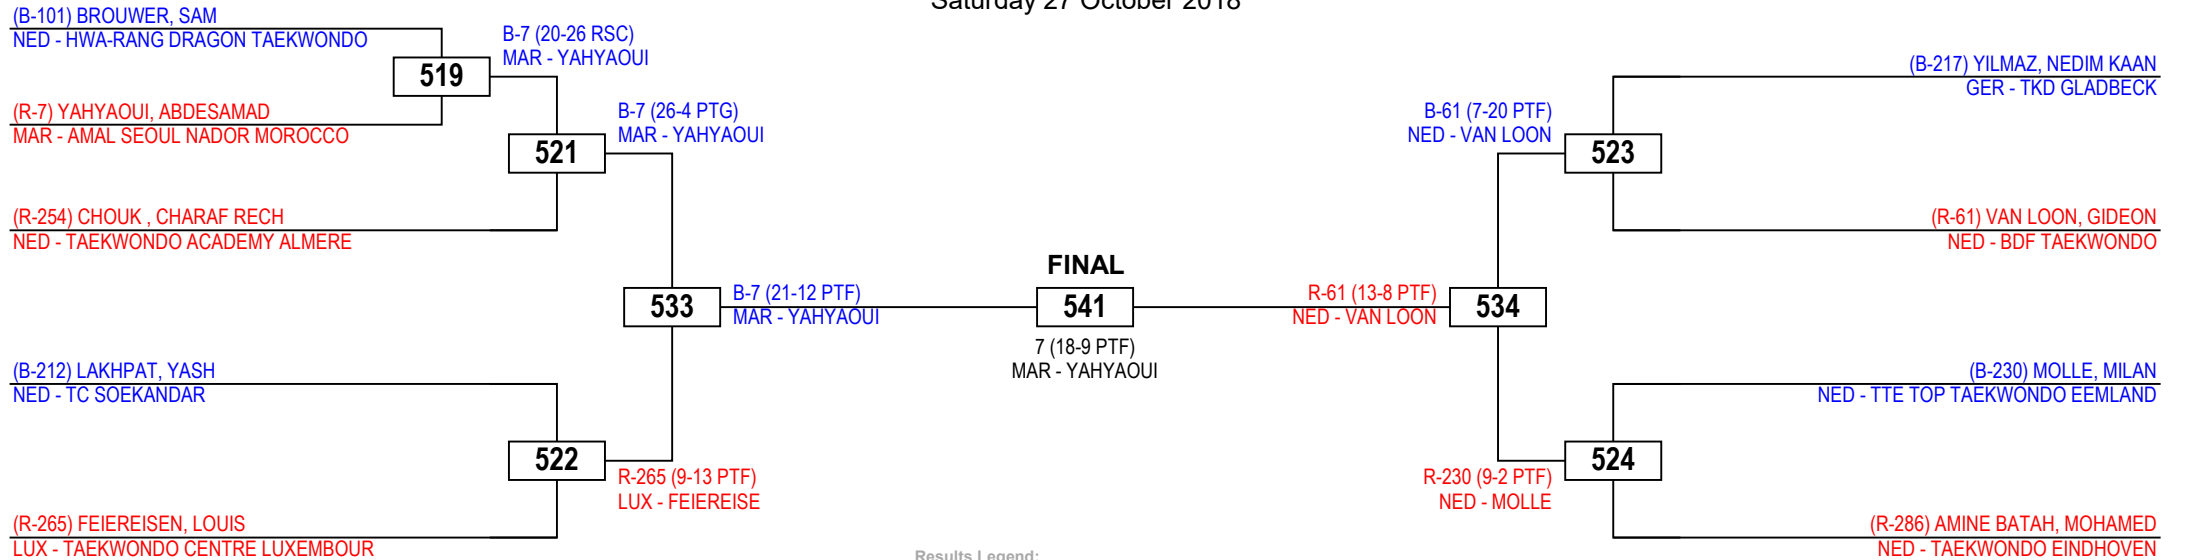 Saturday 27 October 2018
(B-101) BROUWER, SAM
NED - HWA-RANG DRAGON TAEKWONDO
519
(R-7) YAHYAOUI, ABDESAMAD
MAR - AMAL SEOUL NADOR MOROCCO
B-7 (20-26 RSC)
MAR - YAHYAOUI
521
(R-254) CHOUK , CHARAF RECH
NED - TAEKWONDO ACADEMY ALMERE
B-7 (26-4 PTG)
MAR - YAHYAOUI
533
B-7 (21-12 PTF)
MAR - YAHYAOUI
(B-212) LAKHPAT, YASH
NED - TC SOEKANDAR
522
R-265 (9-13 PTF)
LUX - FEIEREISE
(R-265) FEIEREISEN, LOUIS
LUX - TAEKWONDO CENTRE LUXEMBOUR
FINAL
541
7 (18-9 PTF)
MAR - YAHYAOUI
(B-217) YILMAZ, NEDIM KAAN
GER - TKD GLADBECK
B-61 (7-20 PTF)
NED - VAN LOON
523
(R-61) VAN LOON, GIDEON
NED - BDF TAEKWONDO
R-61 (13-8 PTF)
NED - VAN LOON
534
(B-230) MOLLE, MILAN
NED - TTE TOP TAEKWONDO EEMLAND
524
R-230 (9-2 PTF)
NED - MOLLE
(R-286) AMINE BATAH, MOHAMED
NED - TAEKWONDO EINDHOVEN
Results Legend: